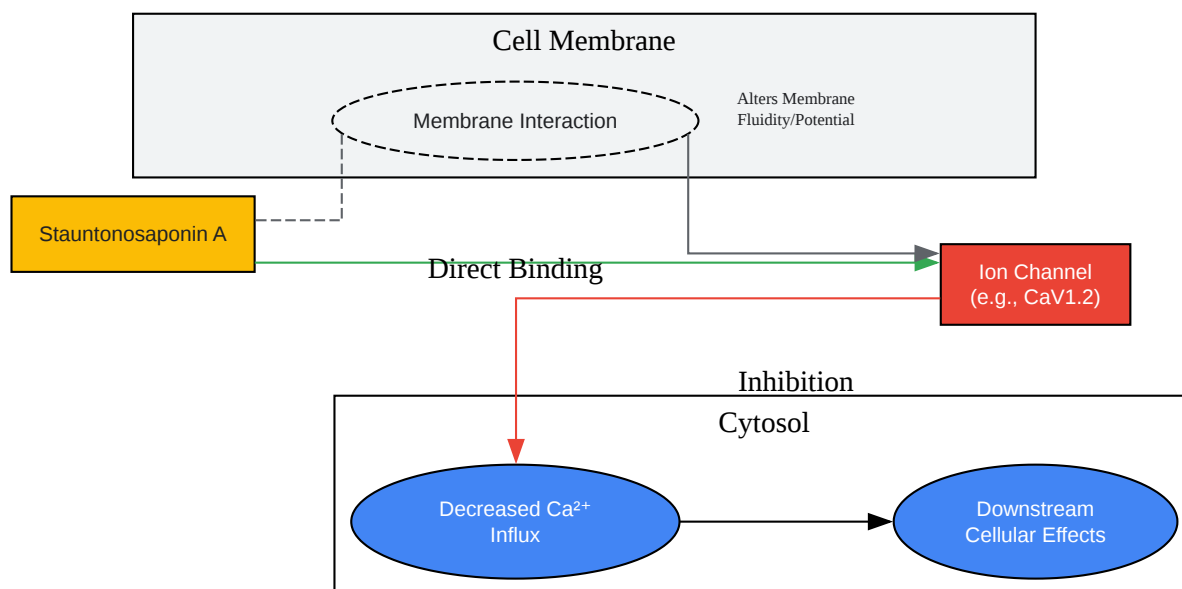 Cell Membrane
Membrane Interaction
Alters Membrane
Fluidity/Potential
Stauntonosaponin A
Direct Binding
Ion Channel
(e.g., CaV1.2)
Inhibition
Cytosol
Decreased Ca²⁺
Influx
Downstream
Cellular Effects